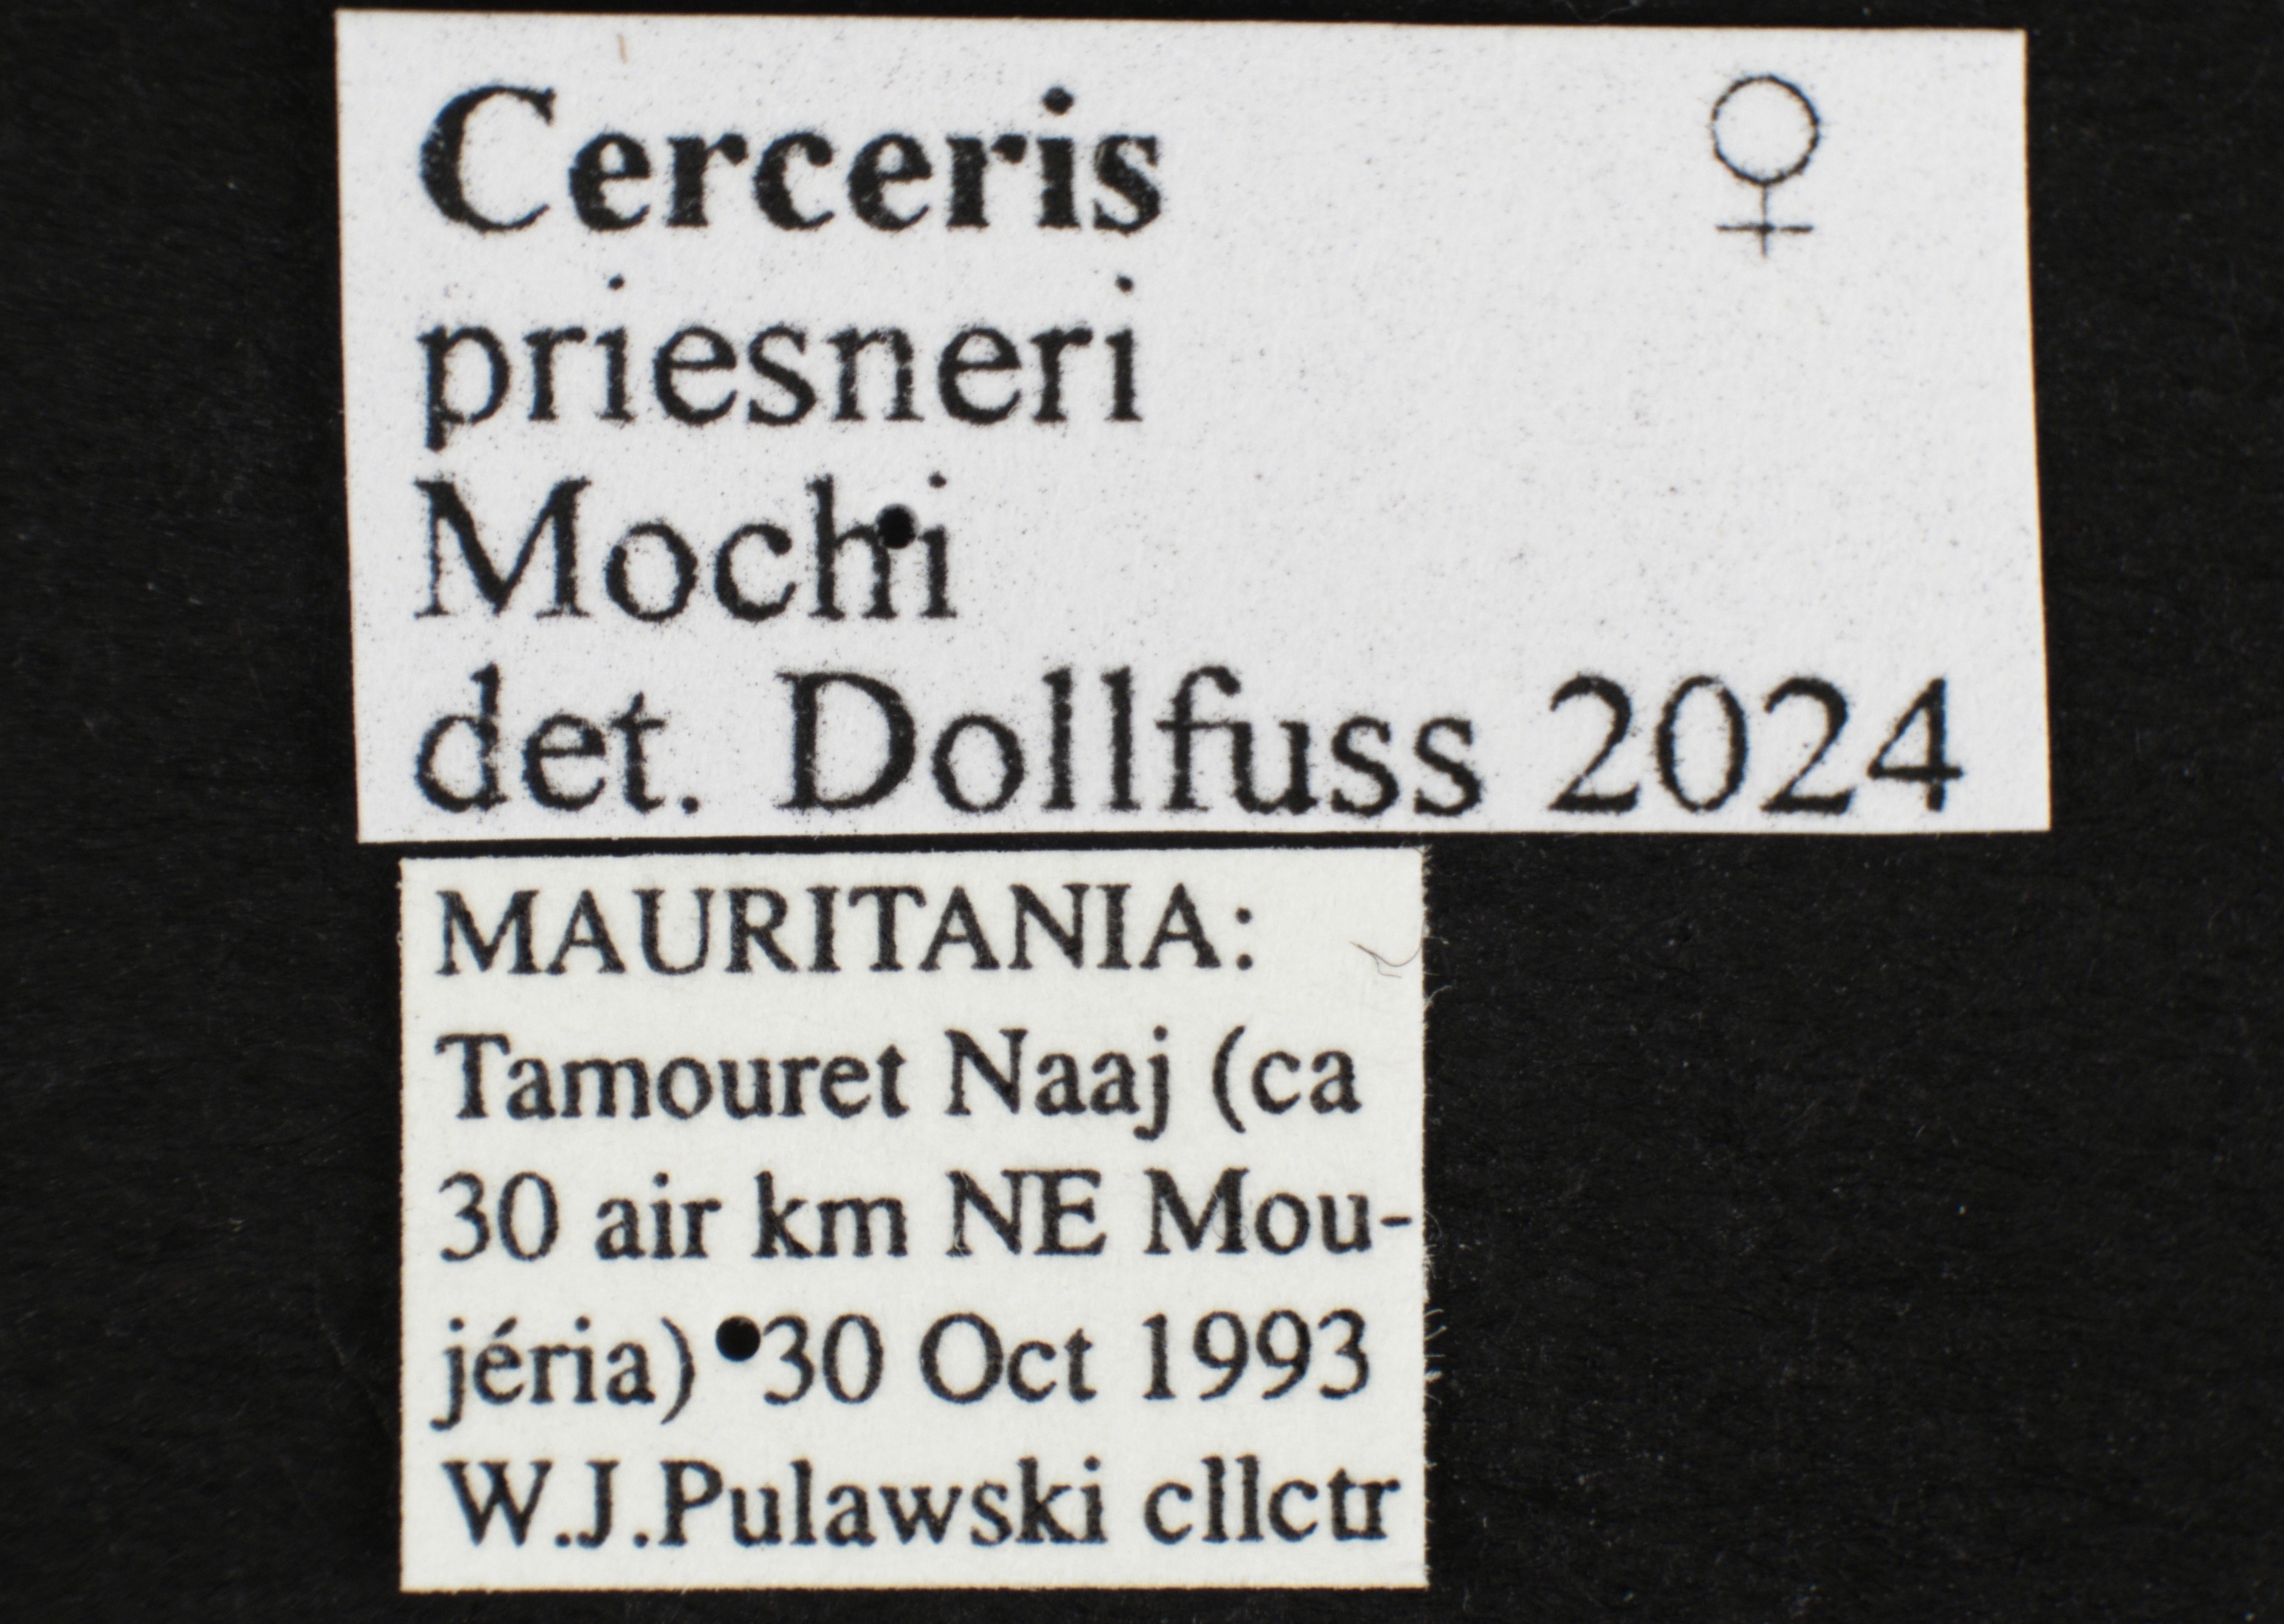 Cerceris ♀
priesneri
Mochi
det. Dollfuss 2024
MAURITANIA:
Tamouret Naaj (ca
30 air km NE Mou-
jéria) 30 Oct 1993
W.J.Pulawski cllctr